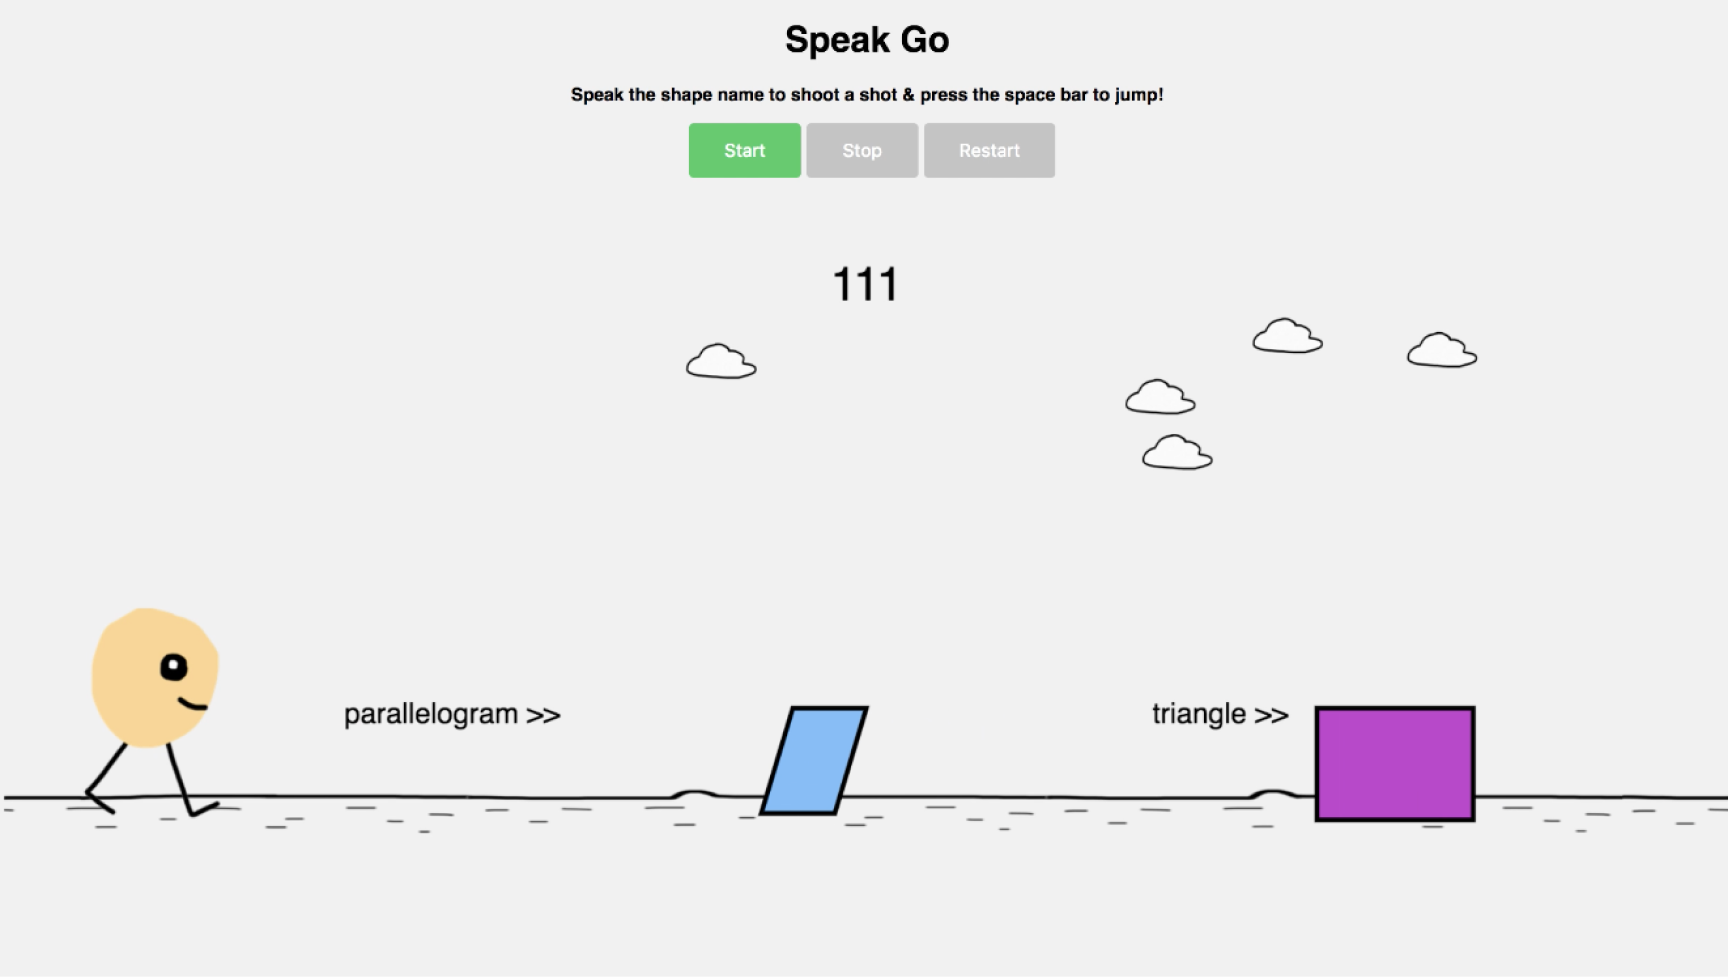 Speak Go
Speak the shape name to shoot a shot & press the space bar to jump!
Start Stop Restart
111
parallelogram >> triangle >>